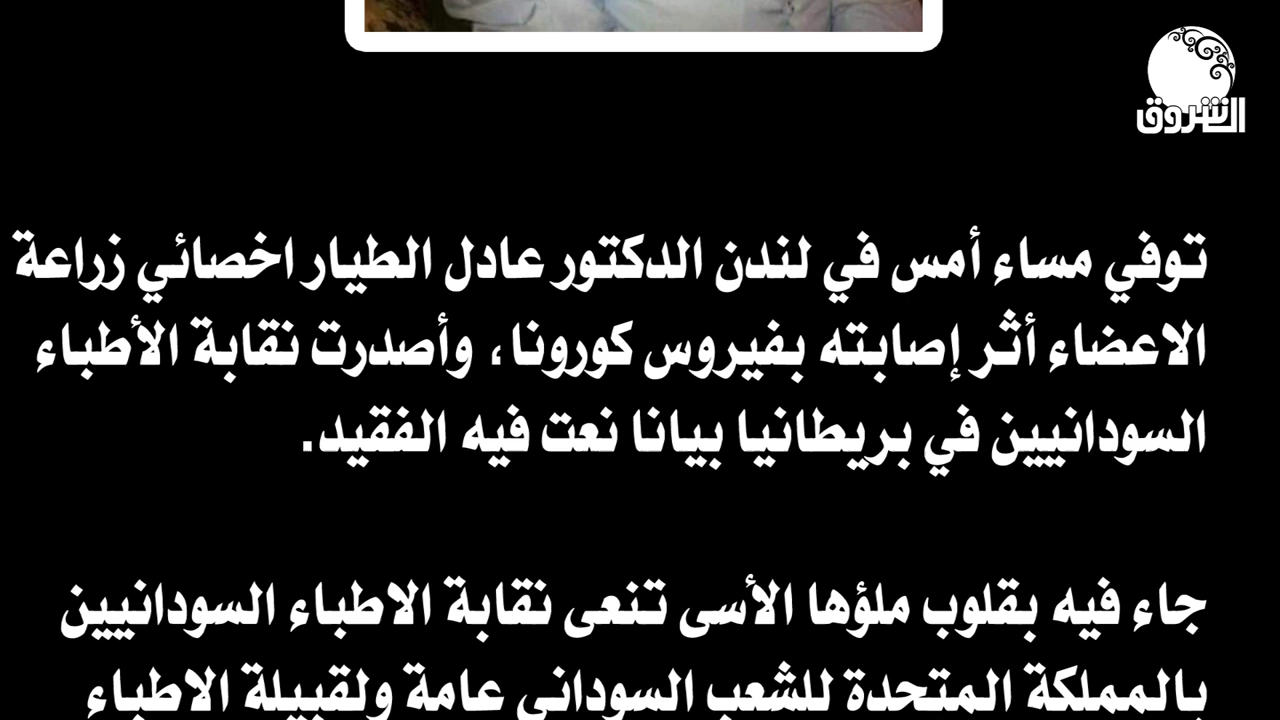 الشروق
توفي مساء أمس في لندن الدكتور عادل الطيار اخصائي زراعة
الاعضاء أثر إصابته بفيروس كورونا، وأصدرت نقابة الأطباء
السودانيين في بريطانيا بيانا نعت فيه الفقيد.
جاء فيه بقلوب ملؤها الأسى تنعى نقابة الاطباء السودانيين
بالمملكة المتحدة للشعب السوداني عامة ولقبيلة الاطباء